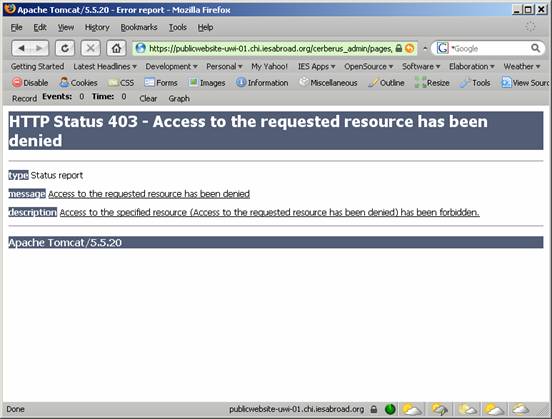 Apache Tomcat/5.5.20 - Error report - Mozilla Firefox
File Edit View History Bookmarks Tools Help
https://publicwebsite-uwi-01.chi.iesabroad.org/cerberus_admin/pages, Google
Getting Started Latest Headlines Development Personal My Yahoo! IES Apps OpenSource Software Elaboration Weather
Disable Cookies CSS Forms Images Information Miscellaneous Outline Resize Tools View Sourc
Record Events: 0 Time: 0 Clear Graph
HTTP Status 403 - Access to the requested resource has been
denied
type Status report
message Access to the requested resource has been denied
description Access to the specified resource (Access to the requested resource has been denied) has been forbidden.
Apache Tomcat/5.5.20
Done publicwebsite-uwi-01.chi.iesabroad.org